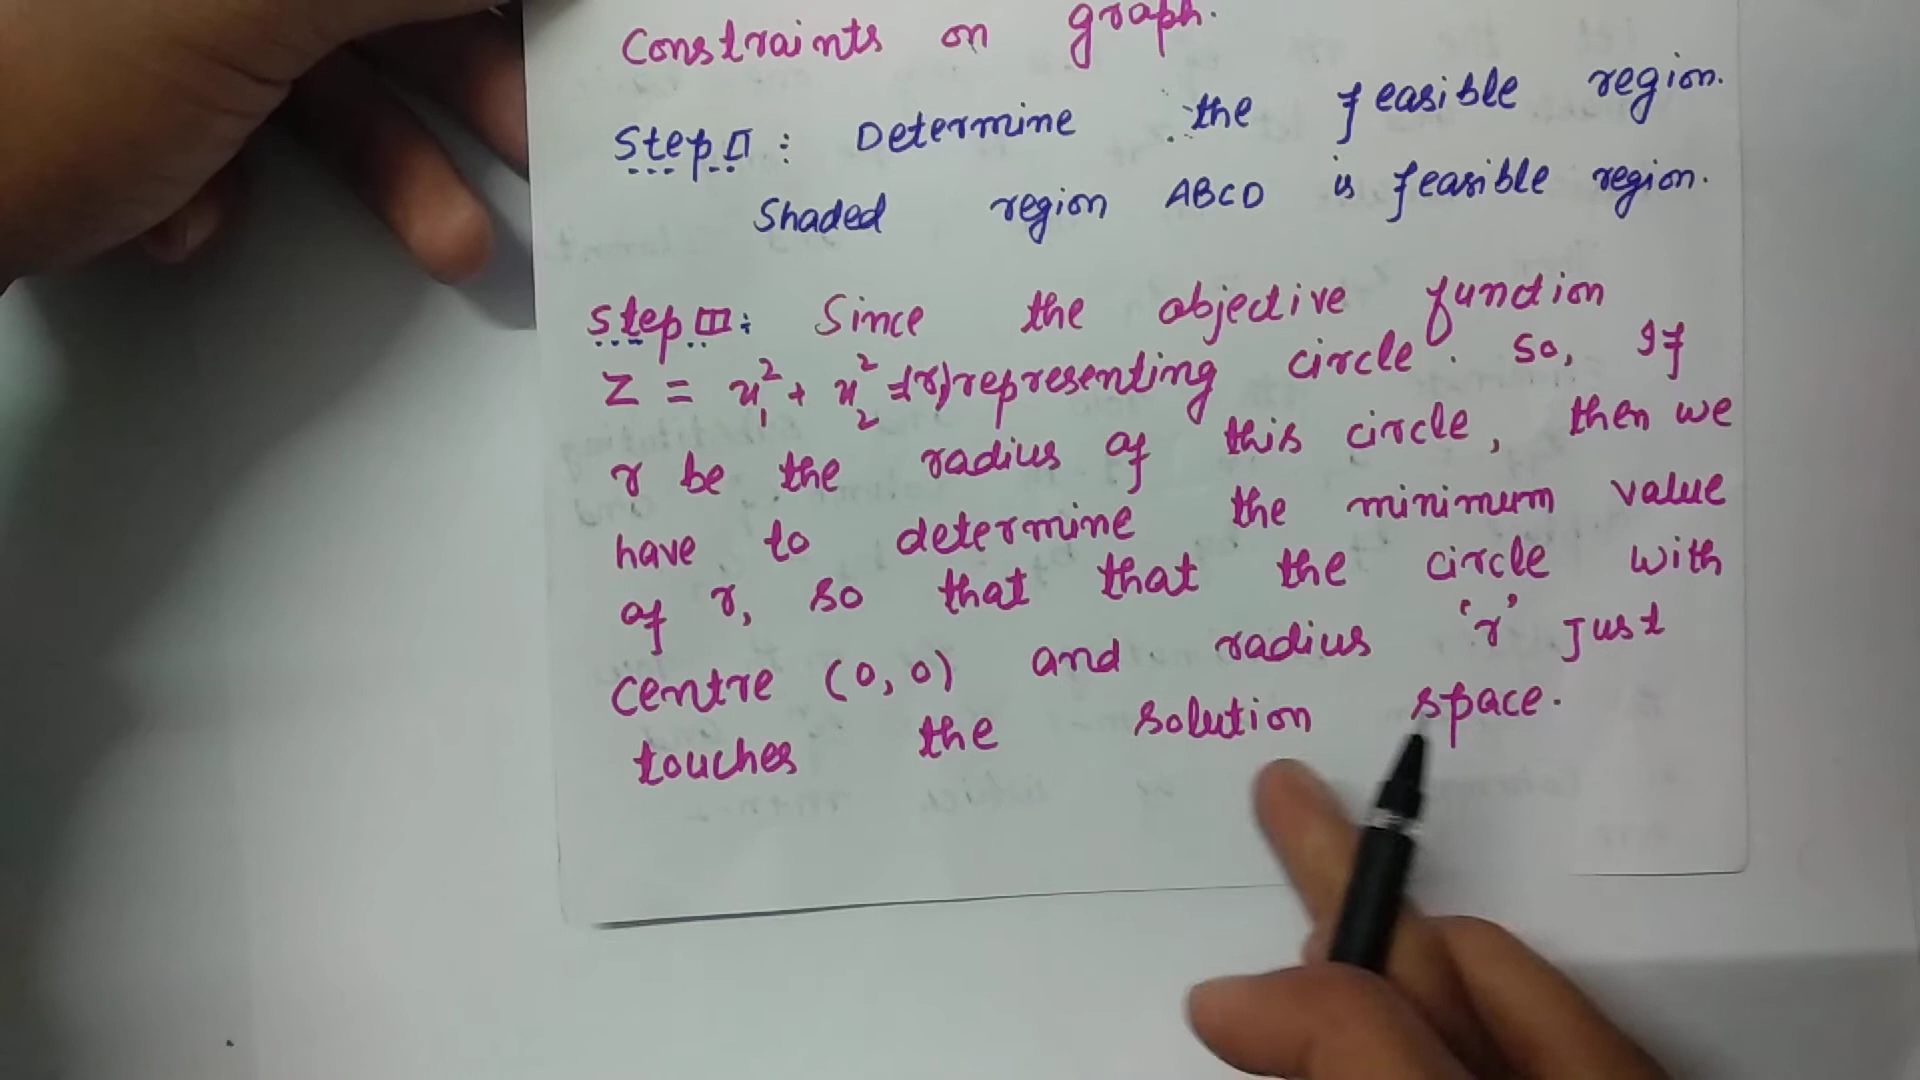 Constraints on graph.
Step II : Determine the feasible region.
Shaded region ABCD is feasible region.
Step III : Since the objective function
Z = x₁² + x₂² =(r²) representing circle. So, If
r be the radius of this circle, then we
have to determine the minimum value
of r, so that that the circle with
centre (0,0) and radius 'r' Just
touches the solution space.